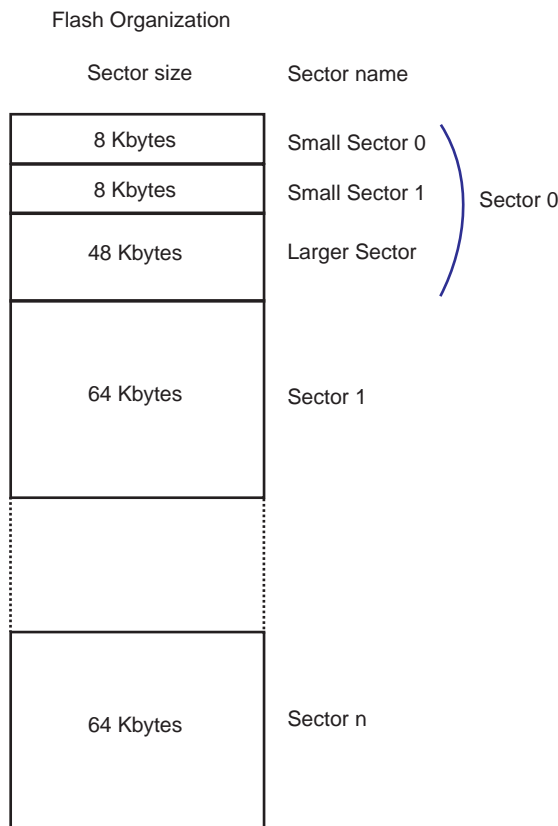 Flash Organization
Sector size Sector name
8 Kbytes Small Sector 0
8 Kbytes Small Sector 1
Sector 0
48 Kbytes Larger Sector
64 Kbytes Sector 1
64 Kbytes Sector n